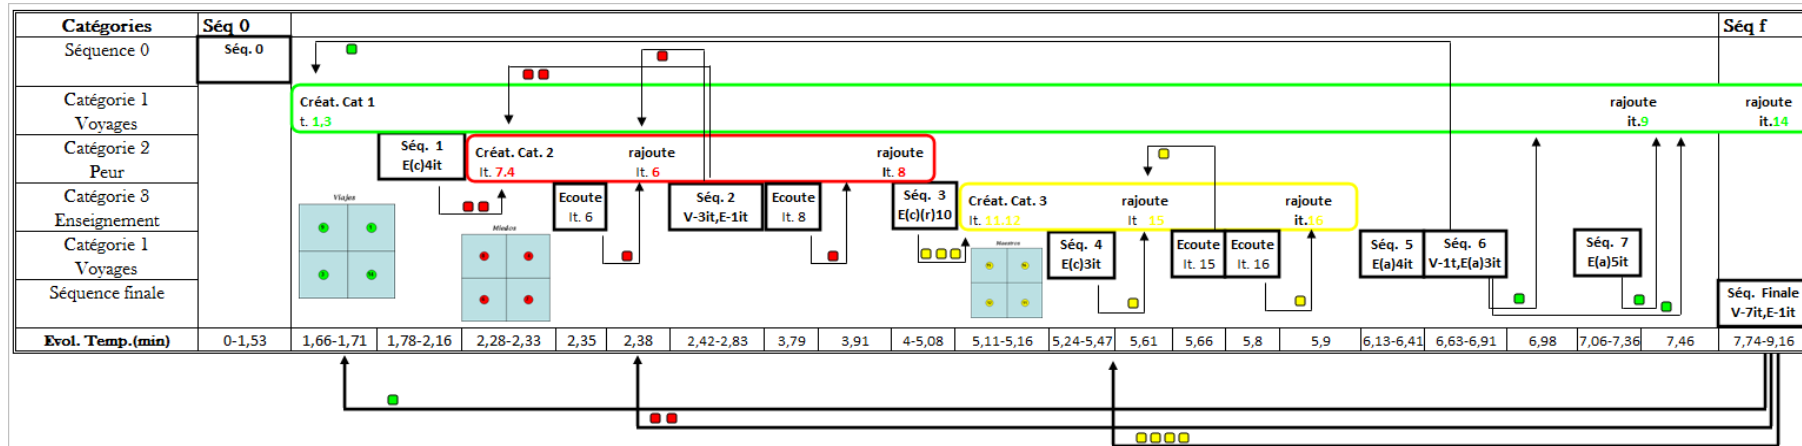 Catégories Séq 0 Séq f
Séquence 0 Séq. 0
Catégorie 1
Voyages
Créat. Cat 1
t. 1,3
rajoute
it.9
rajoute
it.14
Catégorie 2
Peur
Séq. 1
E(c)4it
Créat. Cat. 2
It. 7.4
rajoute
It. 6
rajoute
It. 8
Catégorie 3
Enseignement
Ecoute
It. 6
Séq. 2
V-3it,E-1it
Ecoute
It. 8
Séq. 3
E(c)(r)10
Créat. Cat. 3
It. 11.12
rajoute
It 15
rajoute
it.16
Viajes
Miedos
Maestros
Catégorie 1
Voyages
Séq. 4
E(c)3it
Ecoute
It. 15
Ecoute
It. 16
Séq. 5
E(a)4it
Séq. 6
V-1t,E(a)3it
Séq. 7
E(a)5it
Séquence finale
Séq. Finale
V-7it,E-1it
Evol. Temp.(min) 0-1,53 1,66-1,71 1,78-2,16 2,28-2,33 2,35 2,38 2,42-2,83 3,79 3,91 4-5,08 5,11-5,16 5,24-5,47 5,61 5,66 5,8 5,9 6,13-6,41 6,63-6,91 6,98 7,06-7,36 7,46 7,74-9,16